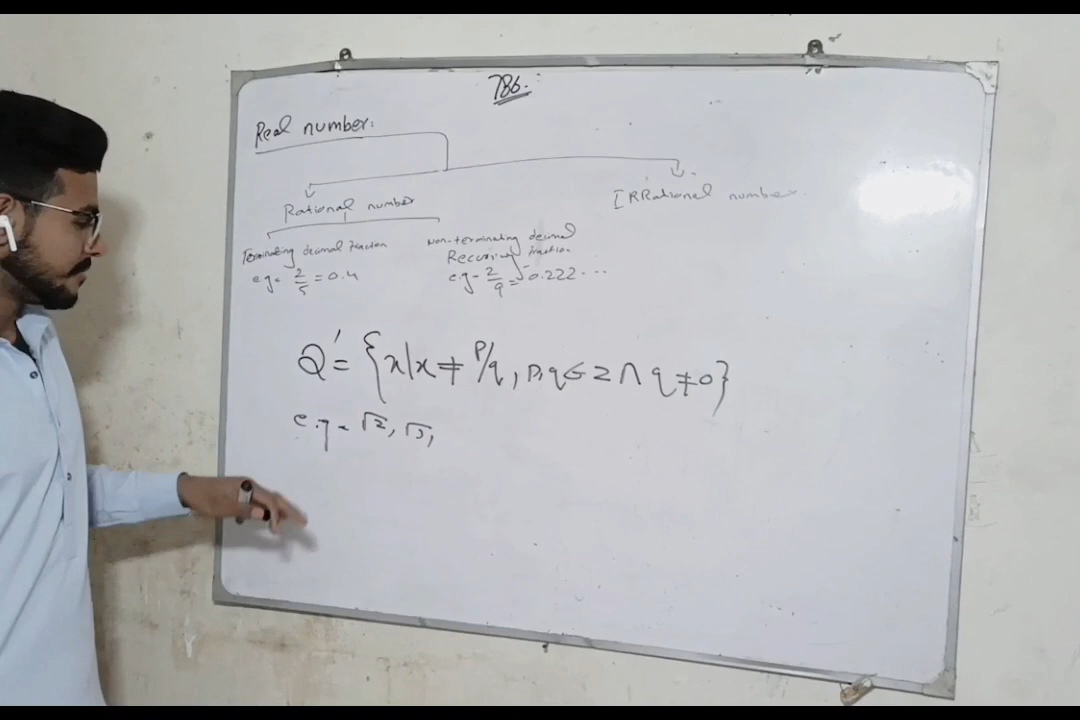 786.
Real number.
Rational number
IRRational number.
Terminating decimal fraction
e.g = 2/5 = 0.4
Non-terminating decimal
Recurring fraction
e.g = 2/9 = 0.222 ...
Q' = {x|x ≠ P/q, p,q ∈ Z ∩ q ≠ 0}
e.g = √2, √3,